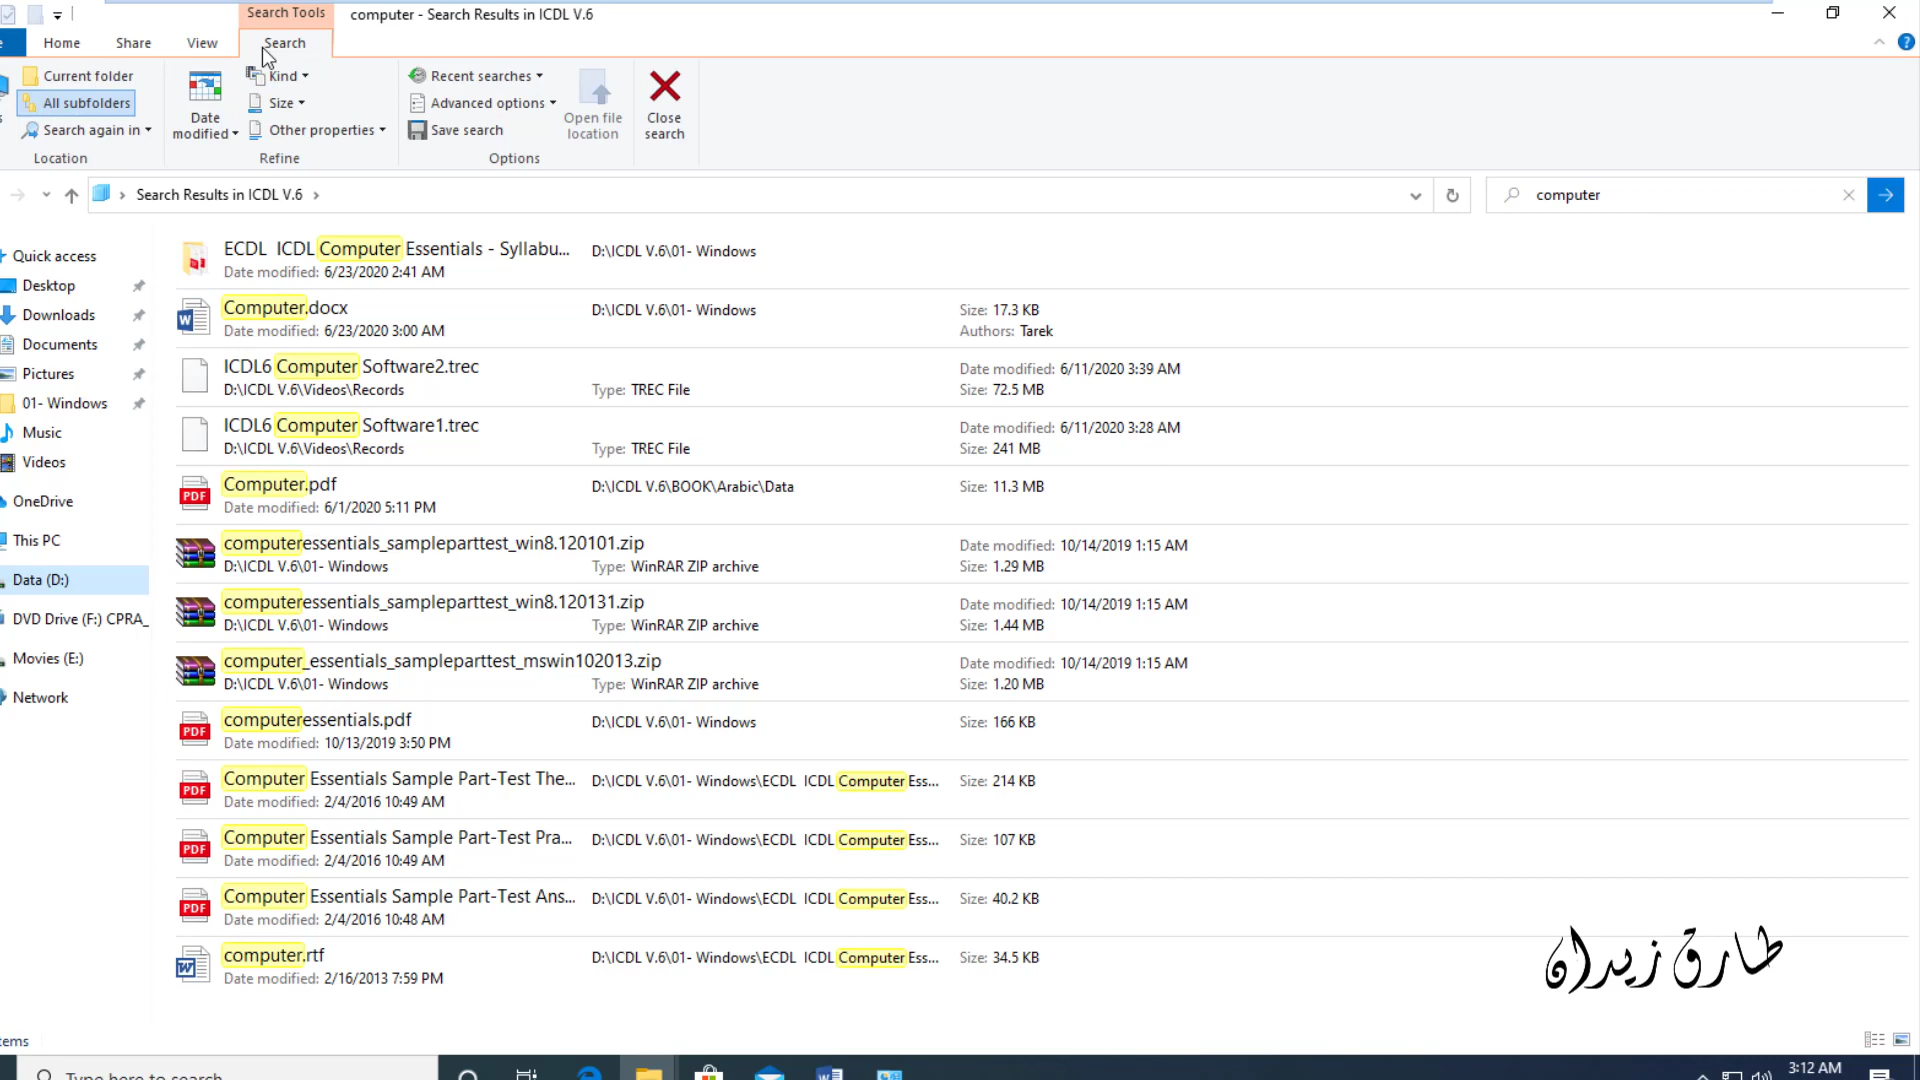 Search Tools
computer - Search Results in ICDL V.6
Home
Share
View
Search
Current folder
All subfolders
Search again in
Location
Date modified
Kind
Size
Other properties
Refine
Recent searches
Advanced options
Save search
Options
Open file location
Close search
Search Results in ICDL V.6
computer
Quick access
Desktop
Downloads
Documents
Pictures
01- Windows
Music
Videos
OneDrive
This PC
Data (D:)
DVD Drive (F:) CPRA_
Movies (E:)
Network
ECDL ICDL Computer Essentials - Syllabu... D:\ICDL V.6\01- Windows
Date modified: 6/23/2020 2:41 AM
Computer.docx D:\ICDL V.6\01- Windows Size: 17.3 KB
Date modified: 6/23/2020 3:00 AM Authors: Tarek
ICDL6 Computer Software2.trec Date modified: 6/11/2020 3:39 AM
D:\ICDL V.6\Videos\Records Type: TREC File Size: 72.5 MB
ICDL6 Computer Software1.trec Date modified: 6/11/2020 3:28 AM
D:\ICDL V.6\Videos\Records Type: TREC File Size: 241 MB
Computer.pdf D:\ICDL V.6\BOOK\Arabic\Data Size: 11.3 MB
Date modified: 6/1/2020 5:11 PM
computeressentials_sampleparttest_win8.120101.zip Date modified: 10/14/2019 1:15 AM
D:\ICDL V.6\01- Windows Type: WinRAR ZIP archive Size: 1.29 MB
computeressentials_sampleparttest_win8.120131.zip Date modified: 10/14/2019 1:15 AM
D:\ICDL V.6\01- Windows Type: WinRAR ZIP archive Size: 1.44 MB
computer_essentials_sampleparttest_mswin102013.zip Date modified: 10/14/2019 1:15 AM
D:\ICDL V.6\01- Windows Type: WinRAR ZIP archive Size: 1.20 MB
computeressentials.pdf D:\ICDL V.6\01- Windows Size: 166 KB
Date modified: 10/13/2019 3:50 PM
Computer Essentials Sample Part-Test The... D:\ICDL V.6\01- Windows\ECDL ICDL Computer Ess... Size: 214 KB
Date modified: 2/4/2016 10:49 AM
Computer Essentials Sample Part-Test Pra... D:\ICDL V.6\01- Windows\ECDL ICDL Computer Ess... Size: 107 KB
Date modified: 2/4/2016 10:49 AM
Computer Essentials Sample Part-Test Ans... D:\ICDL V.6\01- Windows\ECDL ICDL Computer Ess... Size: 40.2 KB
Date modified: 2/4/2016 10:48 AM
computer.rtf D:\ICDL V.6\01- Windows\ECDL ICDL Computer Ess... Size: 34.5 KB
Date modified: 2/16/2013 7:59 PM
طارق زيدان
Type here to search
3:12 AM